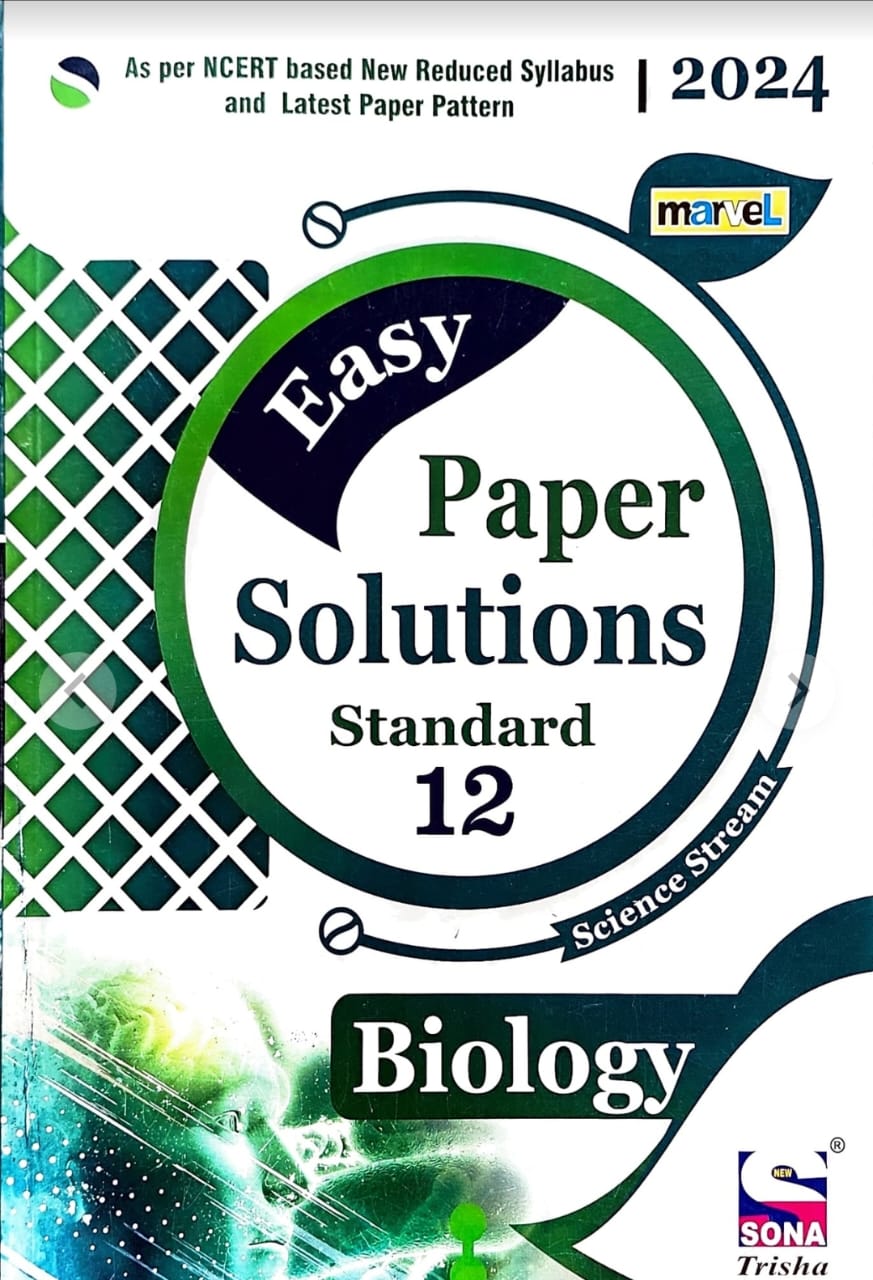 As per NCERT based New Reduced Syllabus
and Latest Paper Pattern
2024
marveL
Easy
Paper
Solutions
Standard
12
Science Stream
Biology
NEW
SONA
®
Trisha